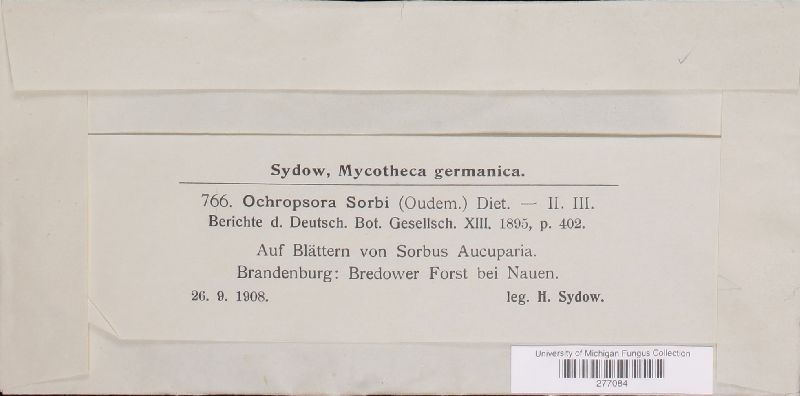 Sydow, Mycotheca germanica.
766. Ochropsora Sorbi (Oudem.) Diet. — II. III.
Berichte d. Deutsch. Bot. Gesellsch. XIII. 1895, p. 402.
Auf Blättern von Sorbus Aucuparia.
Brandenburg: Bredower Forst bei Nauen.
26. 9. 1908. leg. H. Sydow.
University of Michigan Fungus Collection
277084